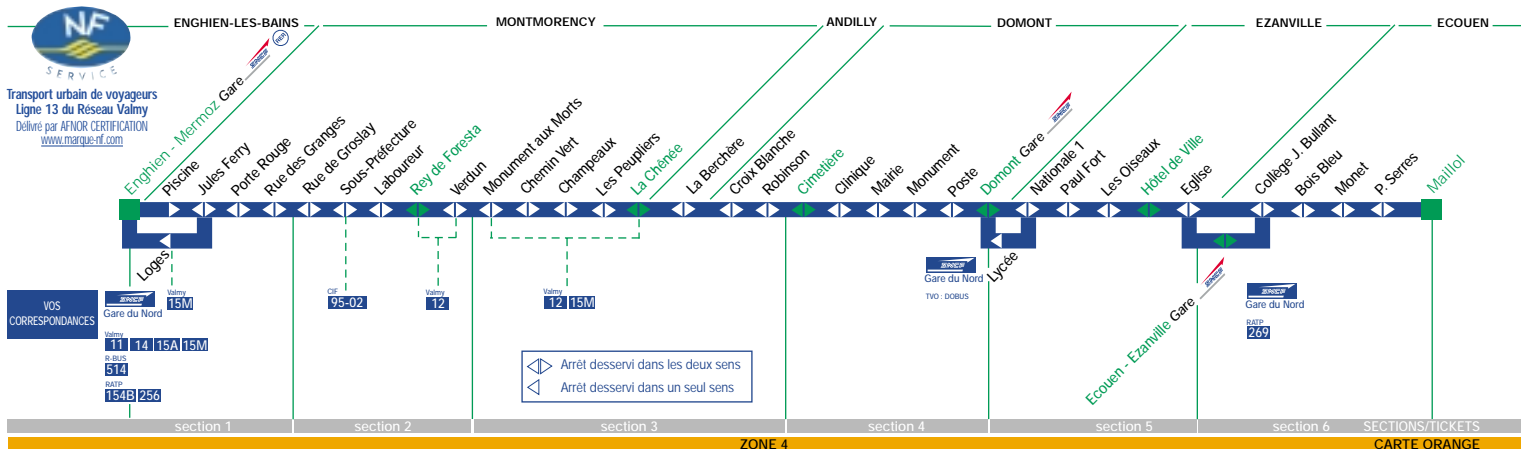 ENGHIEN-LES-BAINS
MONTMORENCY
ANDILLY
DOMONT
EZANVILLE
ECOUEN
NF
SERVICE
Transport urbain de voyageurs
Ligne 13 du Réseau Valmy
Délivré par AFNOR CERTIFICATION
www.marque-nf.com
RER
SNCF
Enghien - Mermoz Gare
Piscine
Jules Ferry
Porte Rouge
Rue des Granges
Rue de Groslay
Sous-Préfecture
Laboureur
Rey de Foresta
Verdun
Monument aux Morts
Chemin Vert
Champeaux
Les Peupliers
La Chênée
La Berchère
Croix Blanche
Robinson
Cimetière
Clinique
Mairie
Monument
Poste
Domont Gare
SNCF
Nationale 1
Paul Fort
Les Oiseaux
Hôtel de Ville
Eglise
Collège J. Bullant
Bois Bleu
Monet
P. Serres
Maillol
Loges
Lycée
Ecouen - Ezanville Gare
SNCF
VOS
CORRESPONDANCES
SNCF
Gare du Nord
Valmy
11 14 15A 15M
R-BUS
514
RATP
154B 256
Valmy
15M
CIF
95-02
Valmy
12
Valmy
12 15M
SNCF
Gare du Nord
TVO : DOBUS
SNCF
Gare du Nord
RATP
269
Arrêt desservi dans les deux sens
Arrêt desservi dans un seul sens
section 1
section 2
section 3
section 4
section 5
section 6
SECTIONS/TICKETS
ZONE 4
CARTE ORANGE